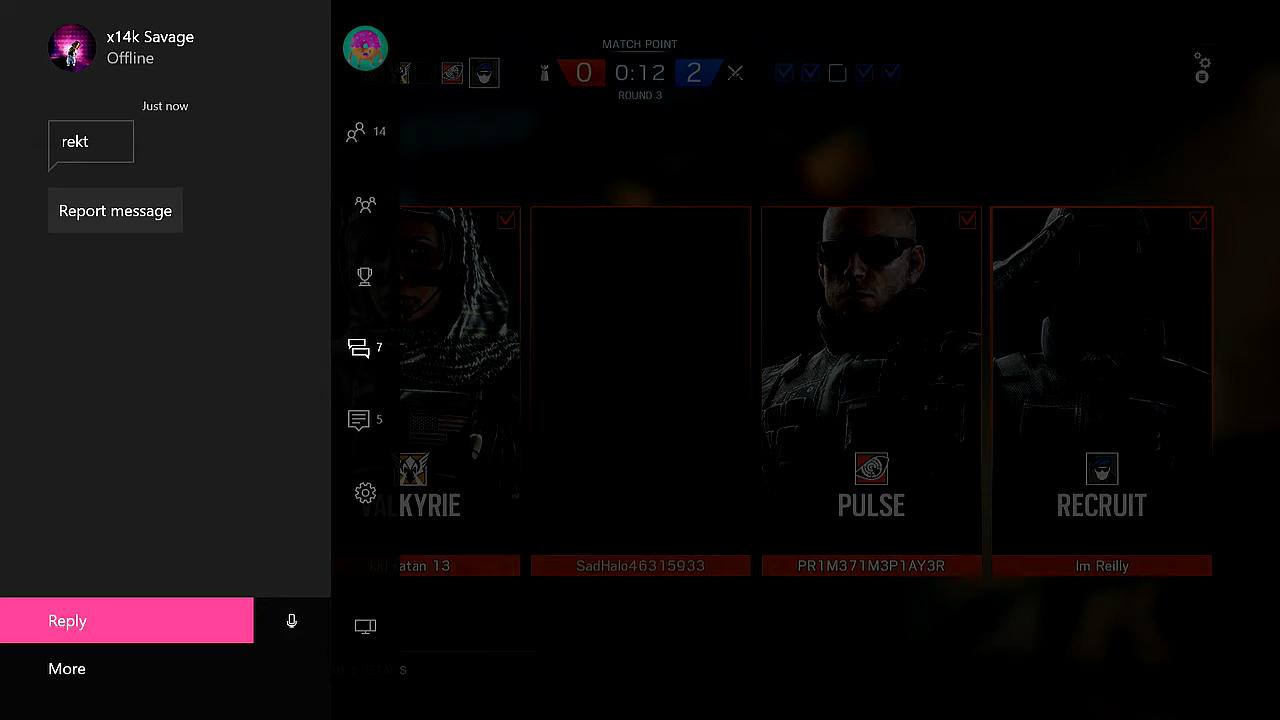 x14k Savage
Offline
Just now
rekt
Report message
Reply
More
14
7
5
MATCH POINT
0 0:12 2
ROUND 3
VALKYRIE
PULSE
RECRUIT
SadHalo46315933
PR1M371M3P1AY3R
Im Reilly